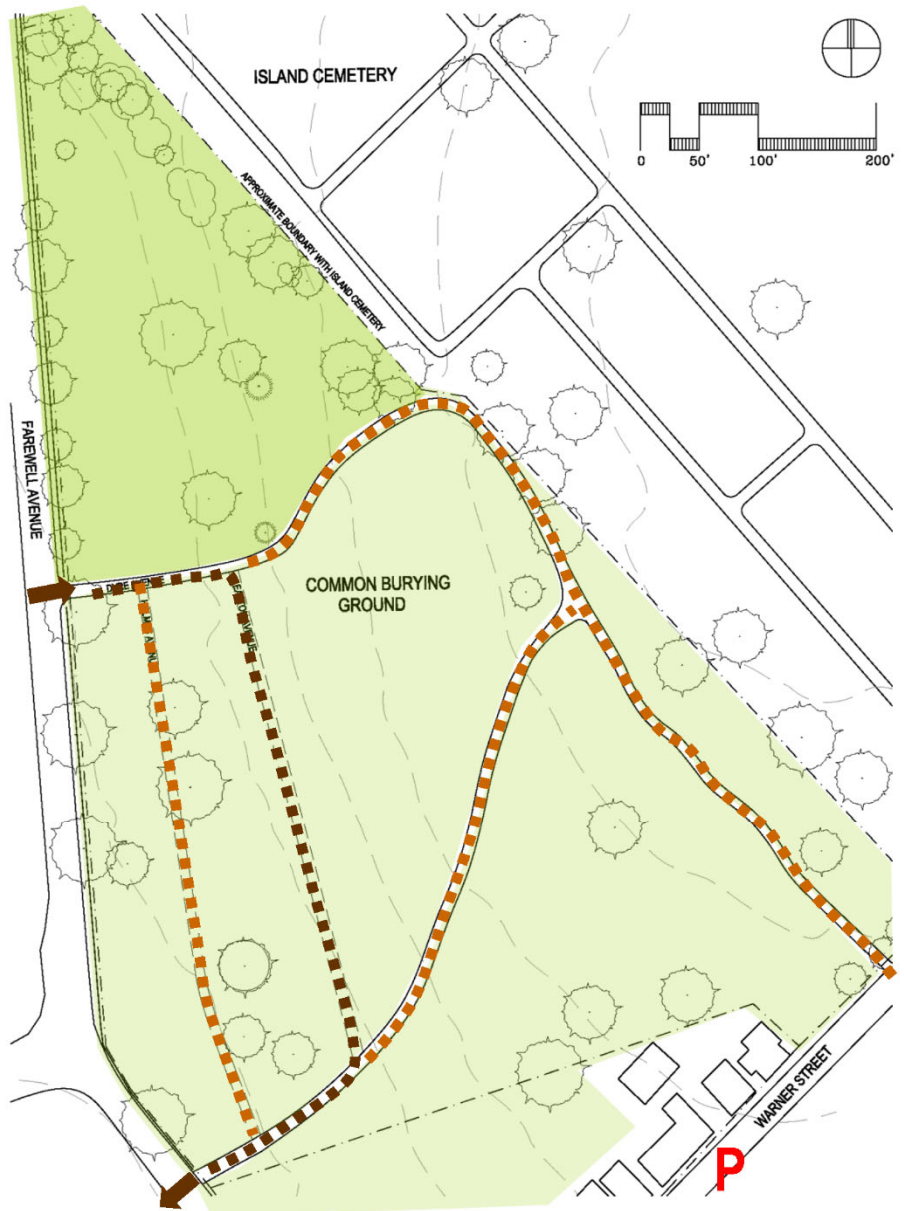 ISLAND CEMETERY
0 50' 100' 200'
APPROXIMATE BOUNDARY WITH ISLAND CEMETERY
FAREWELL AVENUE
COMMON BURYING
GROUND
WARNER STREET
P